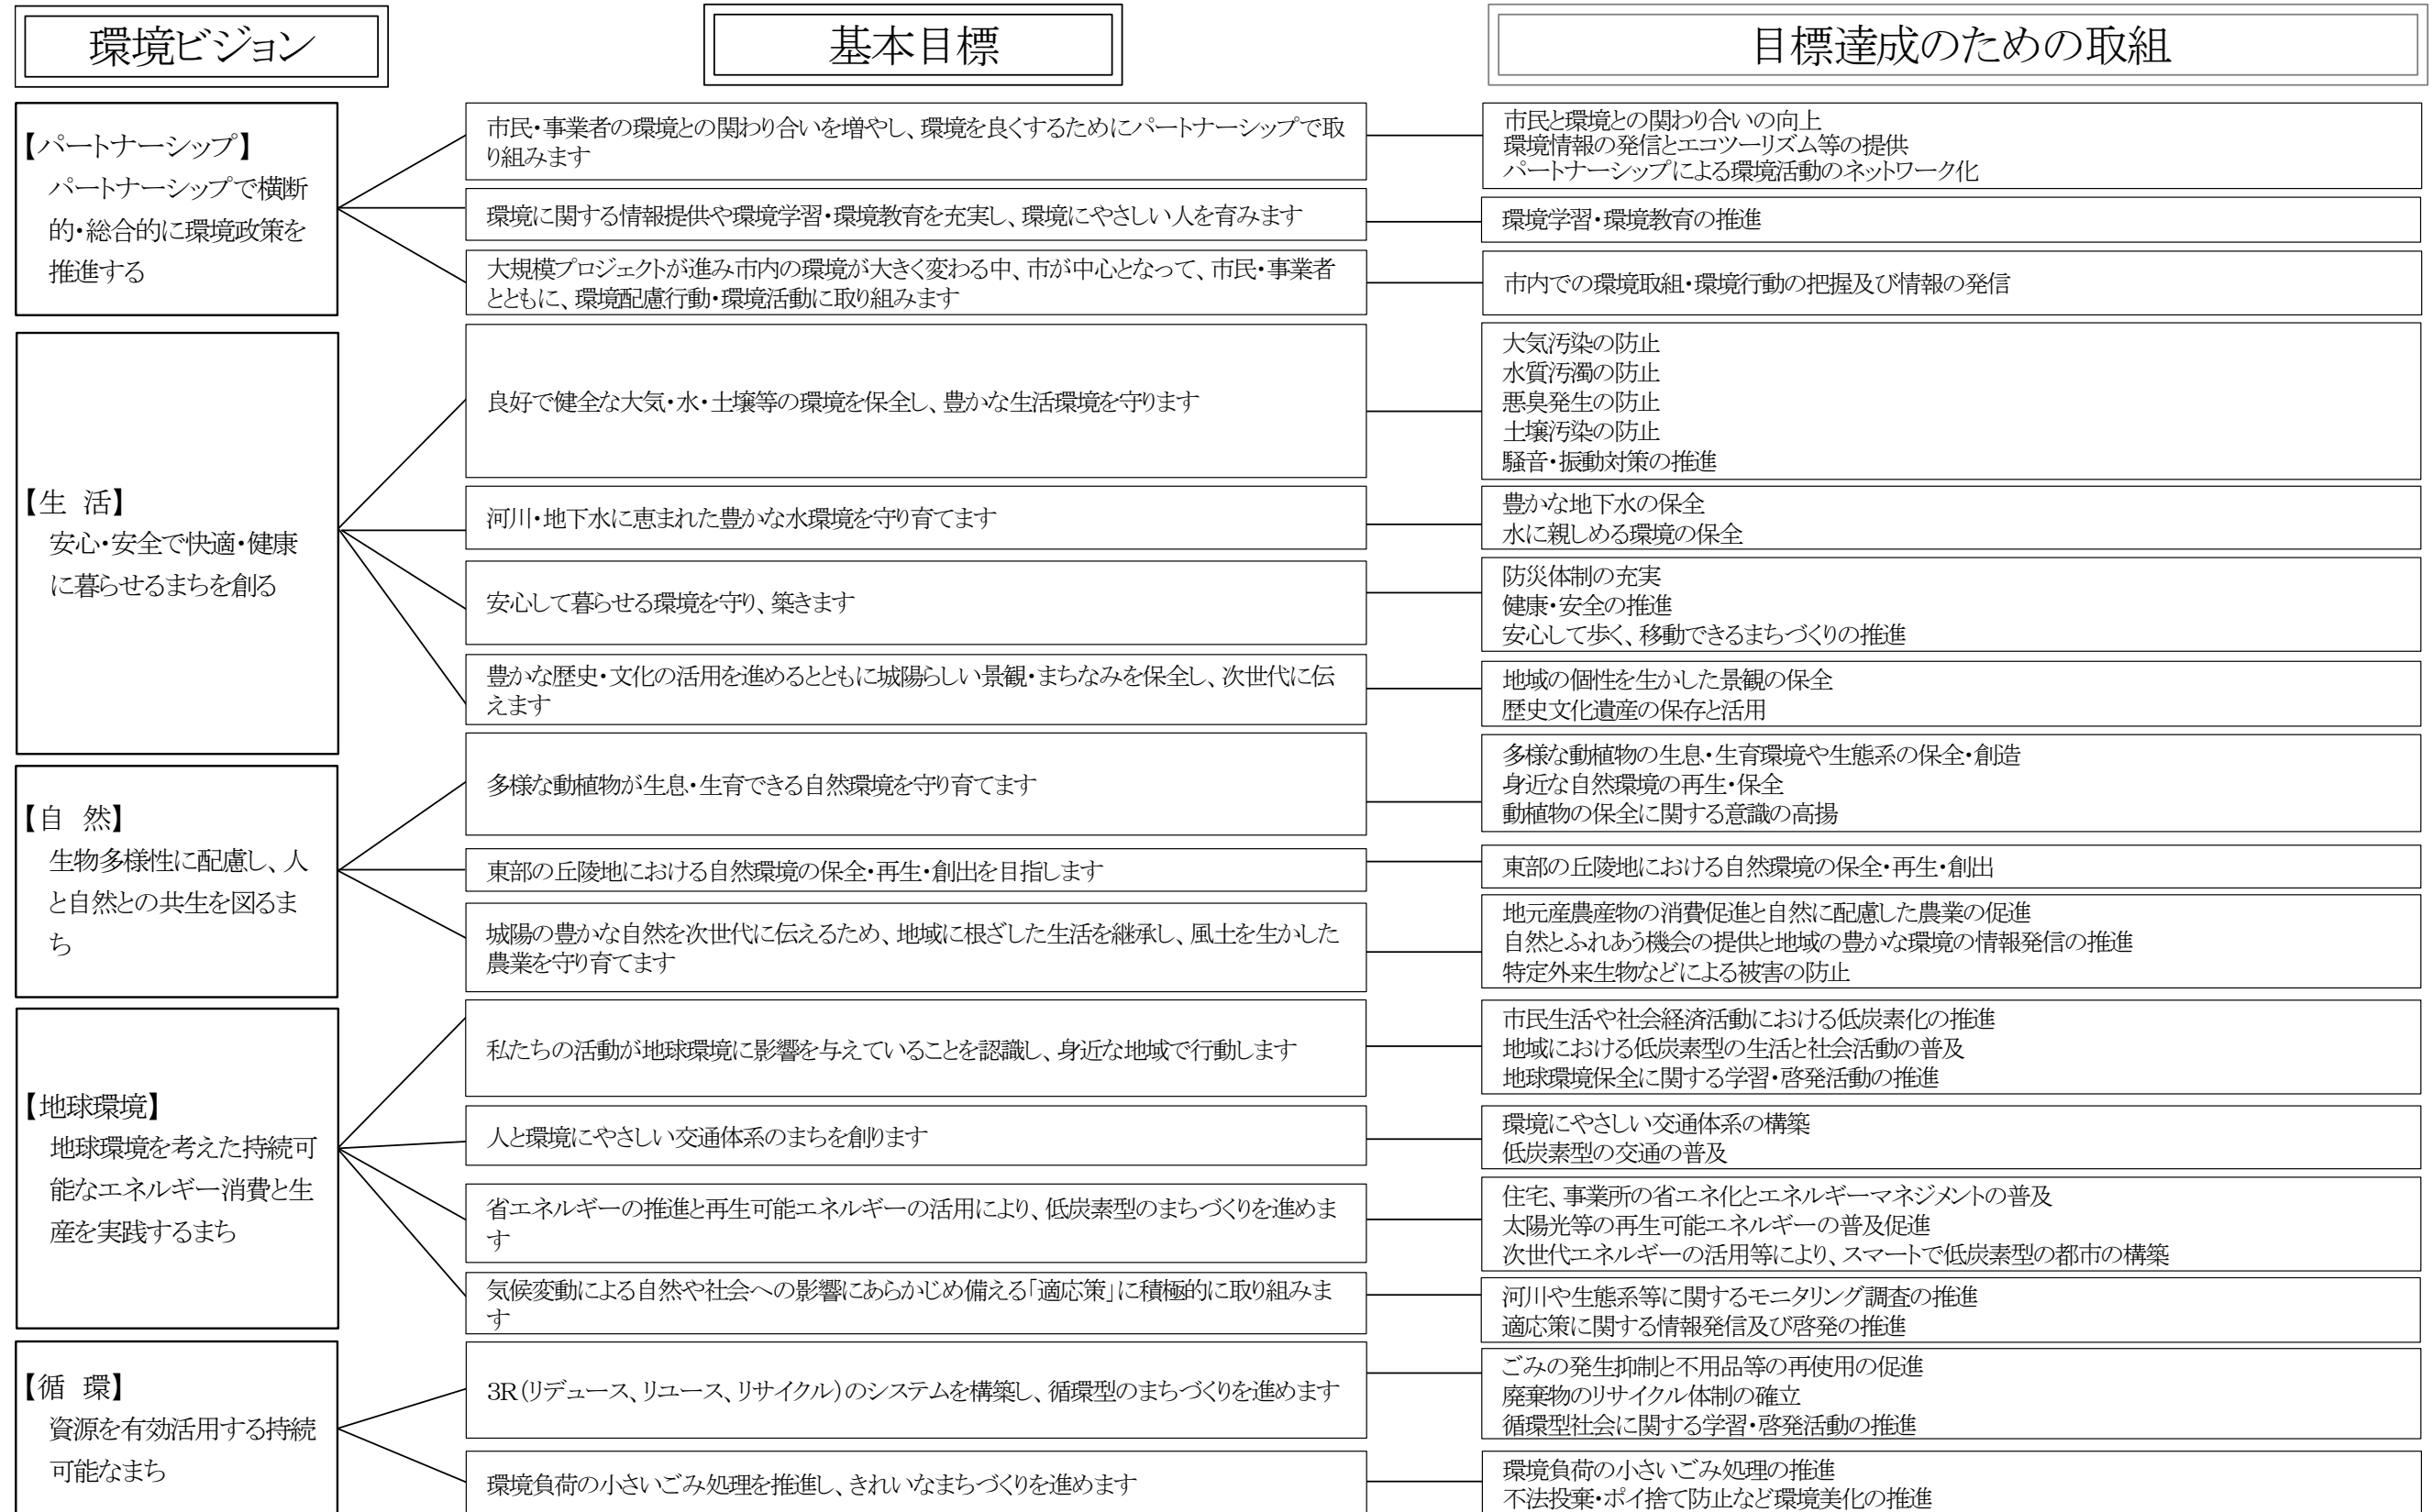 環境ビジョン
基本目標
目標達成のための取組
【パートナーシップ】
パートナーシップで横断
的・総合的に環境政策を
推進する
市民・事業者の環境との関わり合いを増やし、環境を良くするためにパートナーシップで取
り組みます
市民と環境との関わり合いの向上
環境情報の発信とエコツーリズム等の提供
パートナーシップによる環境活動のネットワーク化
環境に関する情報提供や環境学習・環境教育を充実し、環境にやさしい人を育みます
環境学習・環境教育の推進
大規模プロジェクトが進み市内の環境が大きく変わる中、市が中心となって、市民・事業者
とともに、環境配慮行動・環境活動に取り組みます
市内での環境取組・環境行動の把握及び情報の発信
【生 活】
安心・安全で快適・健康
に暮らせるまちを創る
良好で健全な大気・水・土壌等の環境を保全し、豊かな生活環境を守ります
大気汚染の防止
水質汚濁の防止
悪臭発生の防止
土壌汚染の防止
騒音・振動対策の推進
河川・地下水に恵まれた豊かな水環境を守り育てます
豊かな地下水の保全
水に親しめる環境の保全
安心して暮らせる環境を守り、築きます
防災体制の充実
健康・安全の推進
安心して歩く、移動できるまちづくりの推進
豊かな歴史・文化の活用を進めるとともに城陽らしい景観・まちなみを保全し、次世代に伝
えます
地域の個性を生かした景観の保全
歴史文化遺産の保存と活用
【自 然】
生物多様性に配慮し、人
と自然との共生を図るま
ち
多様な動植物が生息・生育できる自然環境を守り育てます
多様な動植物の生息・生育環境や生態系の保全・創造
身近な自然環境の再生・保全
動植物の保全に関する意識の高揚
東部の丘陵地における自然環境の保全・再生・創出を目指します
東部の丘陵地における自然環境の保全・再生・創出
城陽の豊かな自然を次世代に伝えるため、地域に根ざした生活を継承し、風土を生かした
農業を守り育てます
地元産農産物の消費促進と自然に配慮した農業の促進
自然とふれあう機会の提供と地域の豊かな環境の情報発信の推進
特定外来生物などによる被害の防止
【地球環境】
地球環境を考えた持続可
能なエネルギー消費と生
産を実践するまち
私たちの活動が地球環境に影響を与えていることを認識し、身近な地域で行動します
市民生活や社会経済活動における低炭素化の推進
地域における低炭素型の生活と社会活動の普及
地球環境保全に関する学習・啓発活動の推進
人と環境にやさしい交通体系のまちを創ります
環境にやさしい交通体系の構築
低炭素型の交通の普及
省エネルギーの推進と再生可能エネルギーの活用により、低炭素型のまちづくりを進めま
す
住宅、事業所の省エネ化とエネルギーマネジメントの普及
太陽光等の再生可能エネルギーの普及促進
次世代エネルギーの活用等により、スマートで低炭素型の都市の構築
気候変動による自然や社会への影響にあらかじめ備える「適応策」に積極的に取り組みま
す
河川や生態系等に関するモニタリング調査の推進
適応策に関する情報発信及び啓発の推進
【循 環】
資源を有効活用する持続
可能なまち
3R(リデュース、リユース、リサイクル)のシステムを構築し、循環型のまちづくりを進めます
ごみの発生抑制と不用品等の再使用の促進
廃棄物のリサイクル体制の確立
循環型社会に関する学習・啓発活動の推進
環境負荷の小さいごみ処理を推進し、きれいなまちづくりを進めます
環境負荷の小さいごみ処理の推進
不法投棄・ポイ捨て防止など環境美化の推進